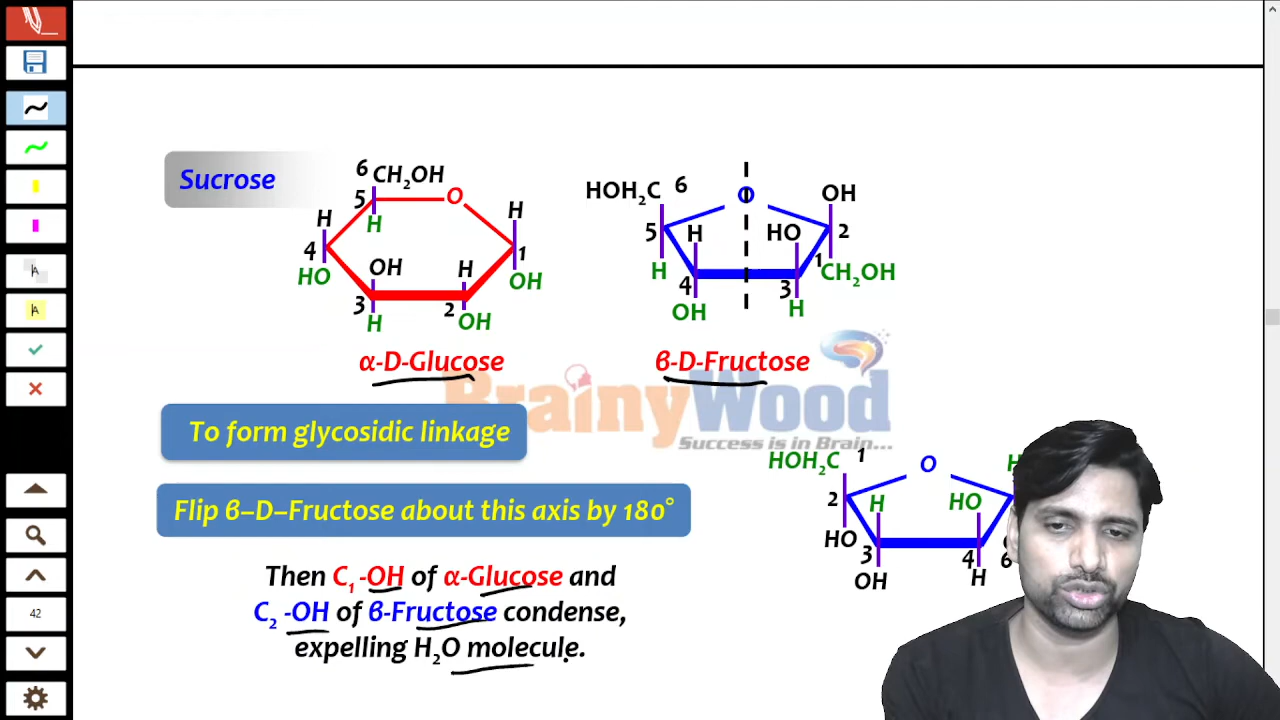 Sucrose
6 CH₂OH
5
O
H
H
H
4
HO
OH
H
1
OH
3
2
H
OH
α-D-Glucose
HOH₂C 6
O
OH
5
H
HO
2
H
1
CH₂OH
4
3
OH
H
β-D-Fructose
BrainyWood
Success is in Brain...
To form glycosidic linkage
HOH₂C 1
O
H
2
H
HO
HO
3
4
6
OH
H
Flip β–D–Fructose about this axis by 180°
Then C₁-OH of α-Glucose and
C₂ -OH of β-Fructose condense,
expelling H₂O molecule.
A
A
42